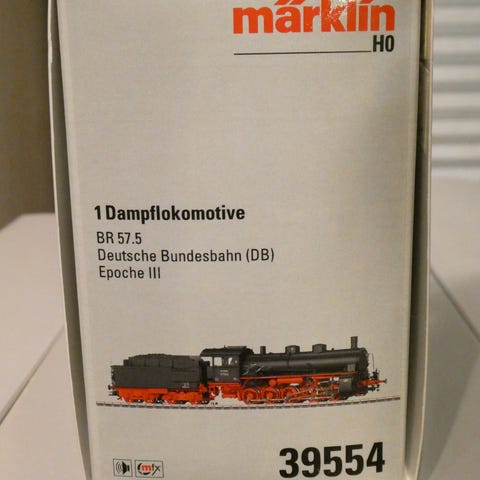 märklin
H0
1 Dampflokomotive
BR 57.5
Deutsche Bundesbahn (DB)
Epoche III
mfx
39554